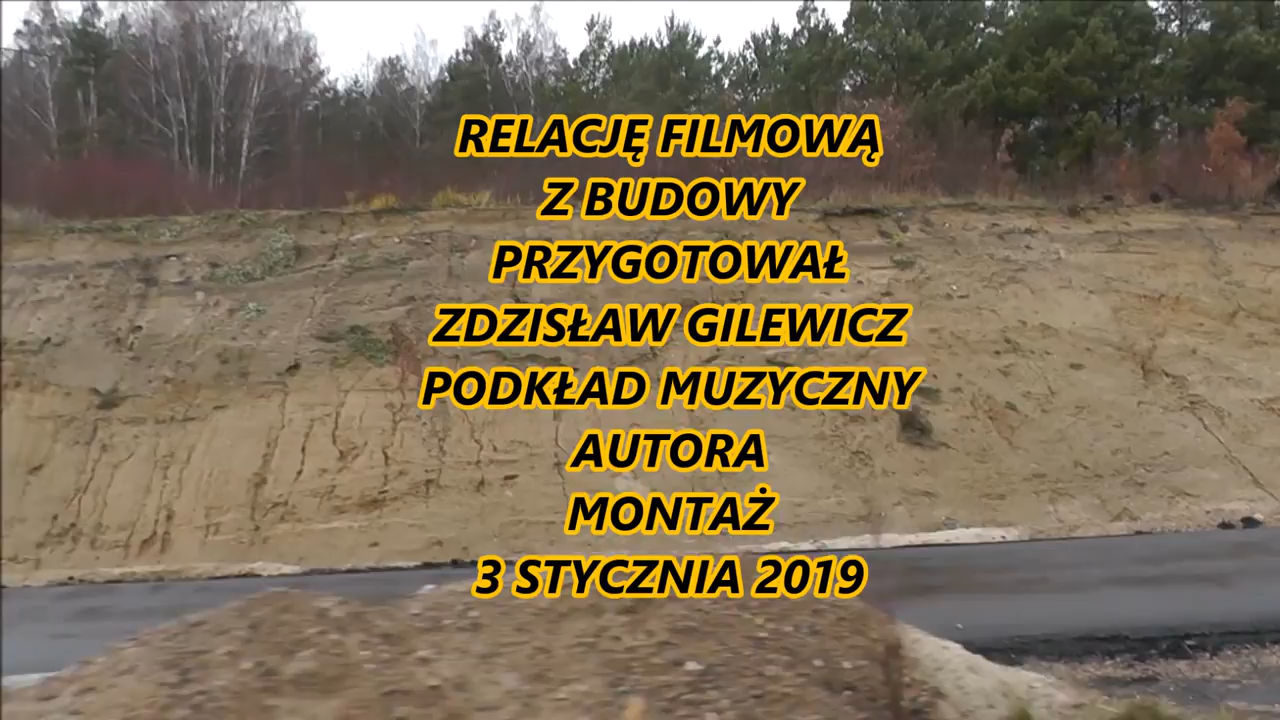 RELACJĘ FILMOWĄ
Z BUDOWY
PRZYGOTOWAŁ
ZDZISŁAW GILEWICZ
PODKŁAD MUZYCZNY
AUTORA
MONTAŻ
3 STYCZNIA 2019